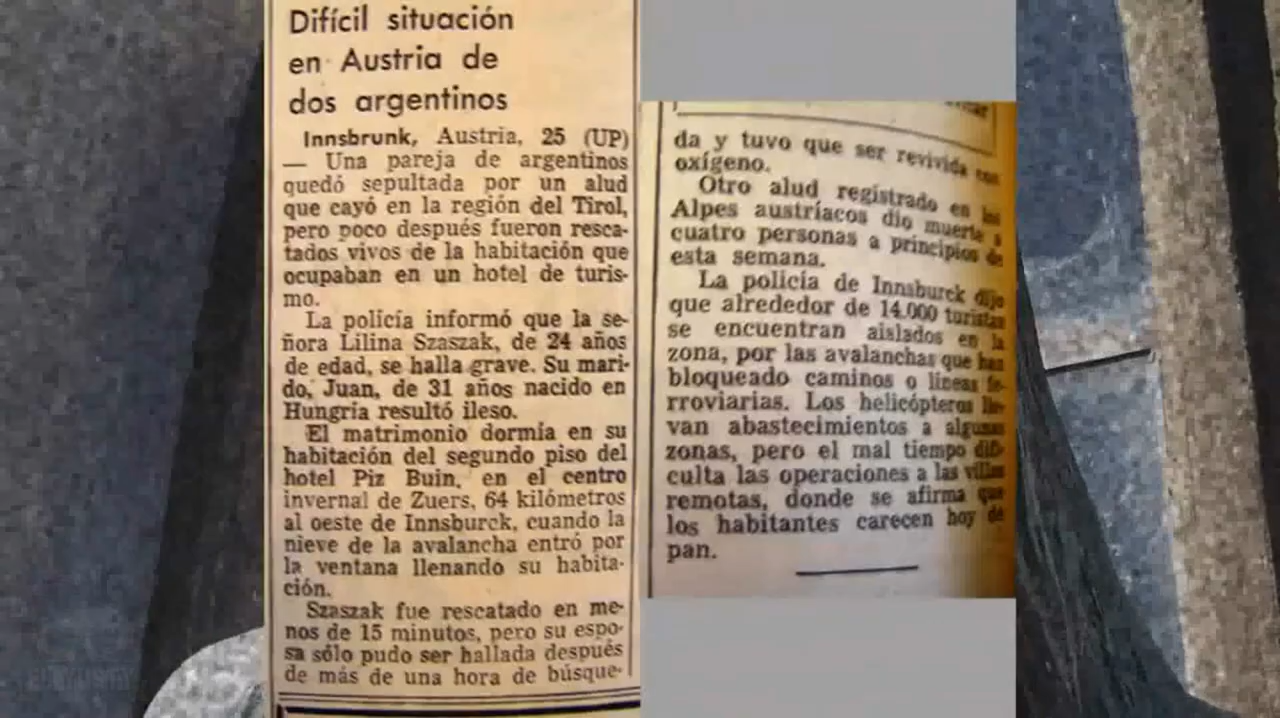 Difícil situación
en Austria de
dos argentinos
Innsbrunk, Austria, 25 (UP)
— Una pareja de argentinos
quedó sepultada por un alud
que cayó en la región del Tirol,
pero poco después fueron resca-
tados vivos de la habitación que
ocupaban en un hotel de turis-
mo.
La policía informó que la se-
ñora Lilina Szaszak, de 24 años
de edad, se halla grave. Su mari-
do, Juan, de 31 años nacido en
Hungría resultó ileso.
El matrimonio dormía en su
habitación del segundo piso del
hotel Piz Buin, en el centro
invernal de Zuers, 64 kilómetros
al oeste de Innsburck, cuando la
nieve de la avalancha entró por
la ventana llenando su habita-
ción.
Szaszak fue rescatado en me-
nos de 15 minutos, pero su espo-
sa sólo pudo ser hallada después
de más de una hora de búsque-
da y tuvo que ser revivida con
oxígeno.
Otro alud registrado en los
Alpes austríacos dio muerte a
cuatro personas a principios de
esta semana.
La policía de Innsburck dijo
que alrededor de 14.000 turistas
se encuentran aislados en la
zona, por las avalanchas que han
bloqueado caminos o líneas fe-
rroviarias. Los helicópteros lle-
van abastecimientos a algunas
zonas, pero el mal tiempo difi-
culta las operaciones a las villas
remotas, donde se afirma que
los habitantes carecen hoy de
pan.